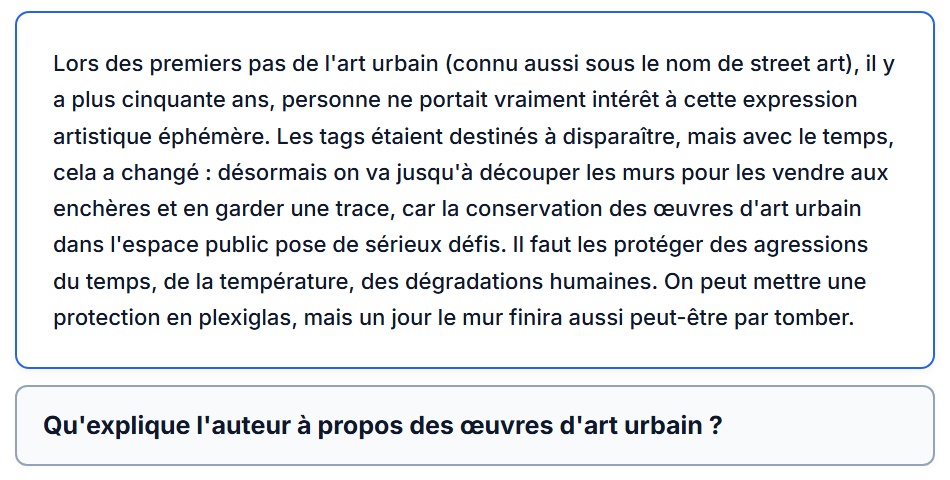 Lors des premiers pas de l'art urbain (connu aussi sous le nom de street art), il y
a plus cinquante ans, personne ne portait vraiment intérêt à cette expression
artistique éphémère. Les tags étaient destinés à disparaître, mais avec le temps,
cela a changé : désormais on va jusqu'à découper les murs pour les vendre aux
enchères et en garder une trace, car la conservation des œuvres d'art urbain
dans l'espace public pose de sérieux défis. Il faut les protéger des agressions
du temps, de la température, des dégradations humaines. On peut mettre une
protection en plexiglas, mais un jour le mur finira aussi peut-être par tomber.
Qu'explique l'auteur à propos des œuvres d'art urbain ?